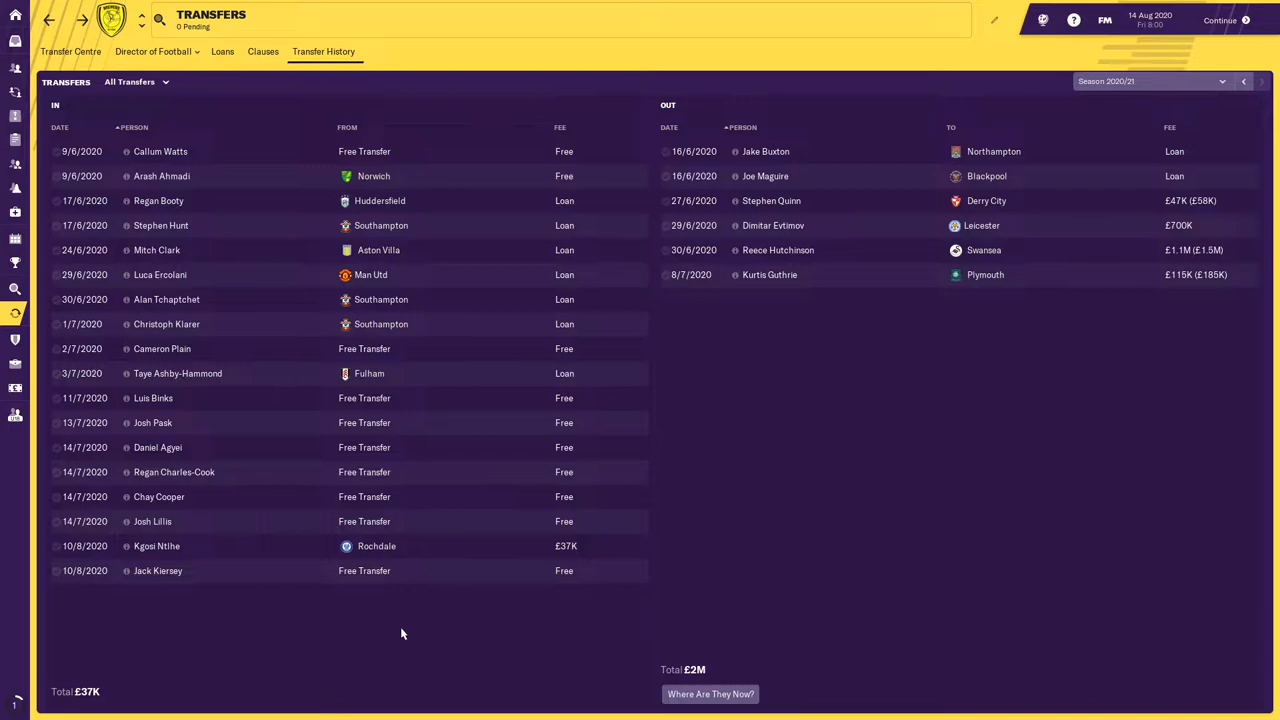 TRANSFERS
0 Pending
FM
14 Aug 2020
Fri 8:00
Continue
Transfer Centre
Director of Football
Loans
Clauses
Transfer History
TRANSFERS
All Transfers
Season 2020/21
IN
DATE PERSON FROM FEE
9/6/2020 Callum Watts Free Transfer Free
9/6/2020 Arash Ahmadi Norwich Free
17/6/2020 Regan Booty Huddersfield Loan
17/6/2020 Stephen Hunt Southampton Loan
24/6/2020 Mitch Clark Aston Villa Loan
29/6/2020 Luca Ercolani Man Utd Loan
30/6/2020 Alan Tchaptchet Southampton Loan
1/7/2020 Christoph Klarer Southampton Loan
2/7/2020 Cameron Plain Free Transfer Free
3/7/2020 Taye Ashby-Hammond Fulham Loan
11/7/2020 Luis Binks Free Transfer Free
13/7/2020 Josh Pask Free Transfer Free
14/7/2020 Daniel Agyei Free Transfer Free
14/7/2020 Regan Charles-Cook Free Transfer Free
14/7/2020 Chay Cooper Free Transfer Free
14/7/2020 Josh Lillis Free Transfer Free
10/8/2020 Kgosi Ntlhe Rochdale £37K
10/8/2020 Jack Kiersey Free Transfer Free
Total £37K
OUT
DATE PERSON TO FEE
16/6/2020 Jake Buxton Northampton Loan
16/6/2020 Joe Maguire Blackpool Loan
27/6/2020 Stephen Quinn Derry City £47K (£58K)
29/6/2020 Dimitar Evtimov Leicester £700K
30/6/2020 Reece Hutchinson Swansea £1.1M (£1.5M)
8/7/2020 Kurtis Guthrie Plymouth £115K (£185K)
Total £2M
Where Are They Now?
1